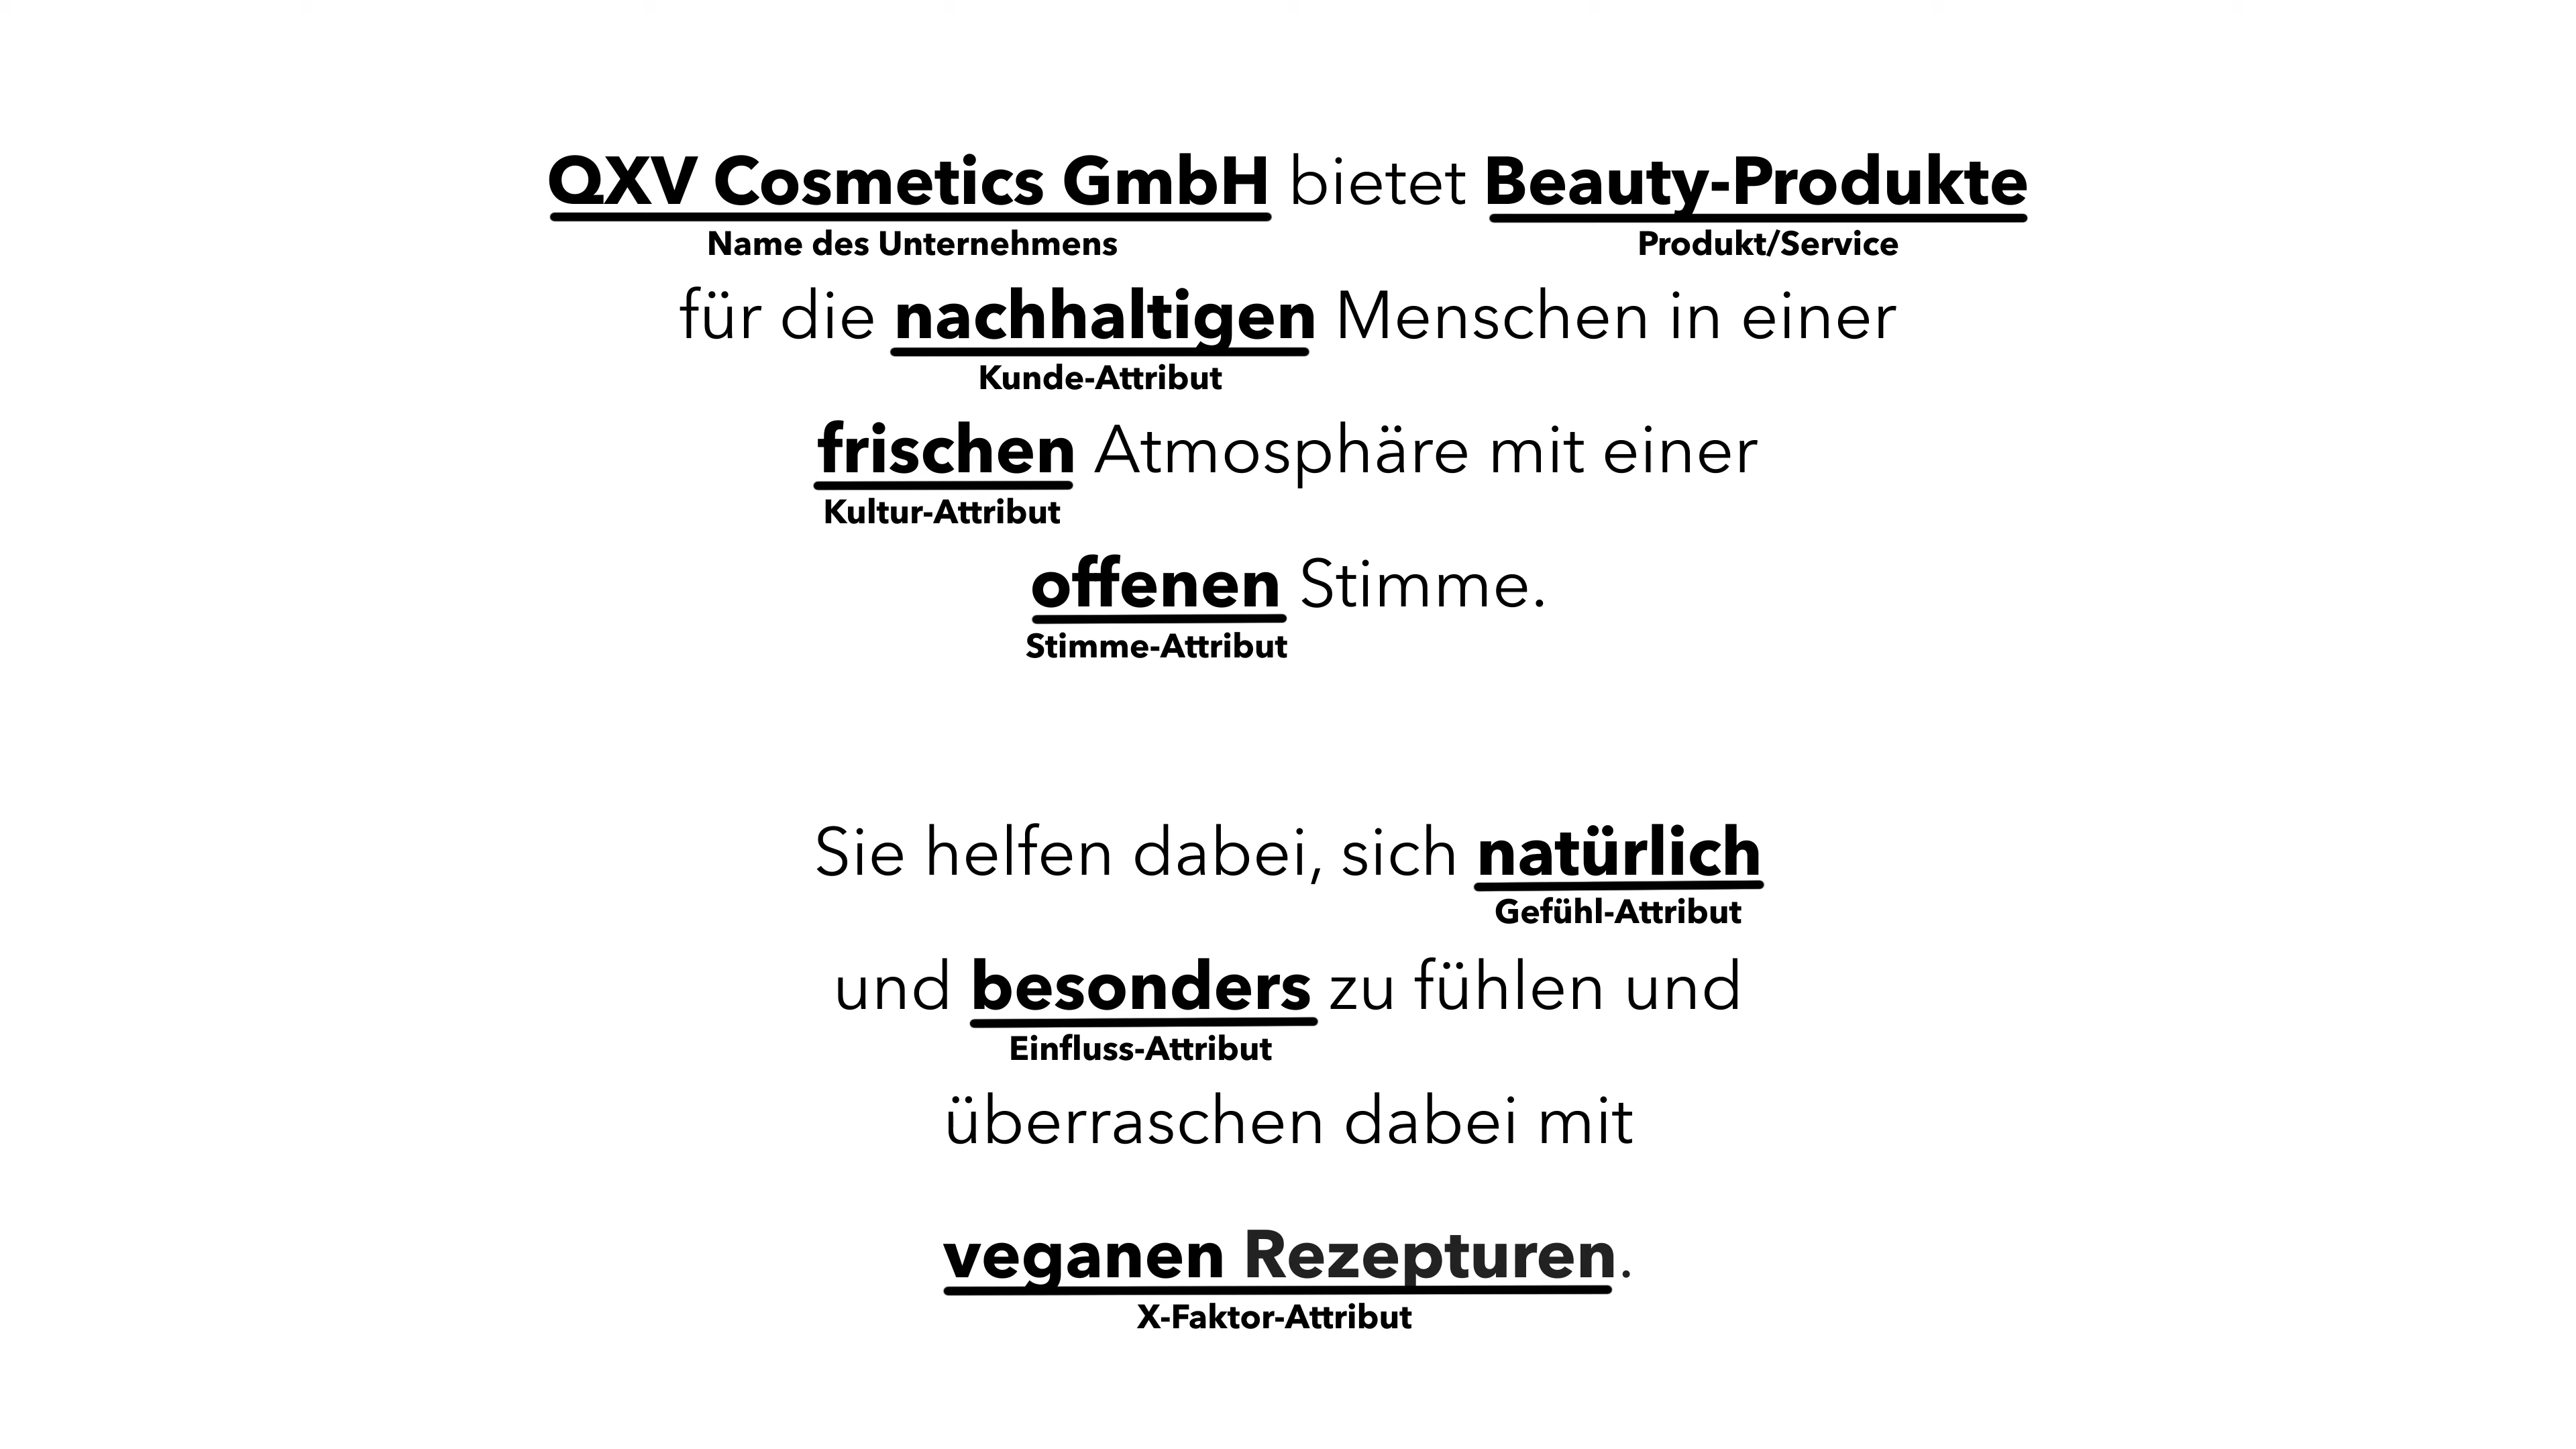 QXV Cosmetics GmbH bietet Beauty-Produkte
Name des Unternehmens Produkt/Service
für die nachhaltigen Menschen in einer
Kunde-Attribut
frischen Atmosphäre mit einer
Kultur-Attribut
offenen Stimme.
Stimme-Attribut
Sie helfen dabei, sich natürlich
Gefühl-Attribut
und besonders zu fühlen und
Einfluss-Attribut
überraschen dabei mit
veganen Rezepturen.
X-Faktor-Attribut